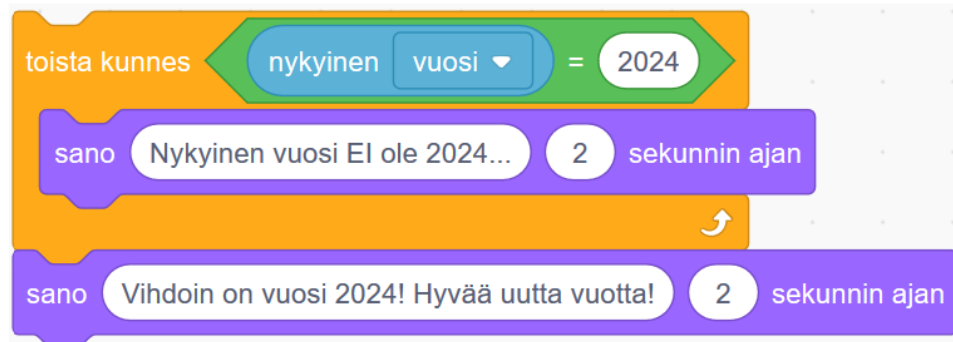 toista kunnes nykyinen vuosi = 2024
sano Nykyinen vuosi EI ole 2024... 2 sekunnin ajan
sano Vihdoin on vuosi 2024! Hyvää uutta vuotta! 2 sekunnin ajan